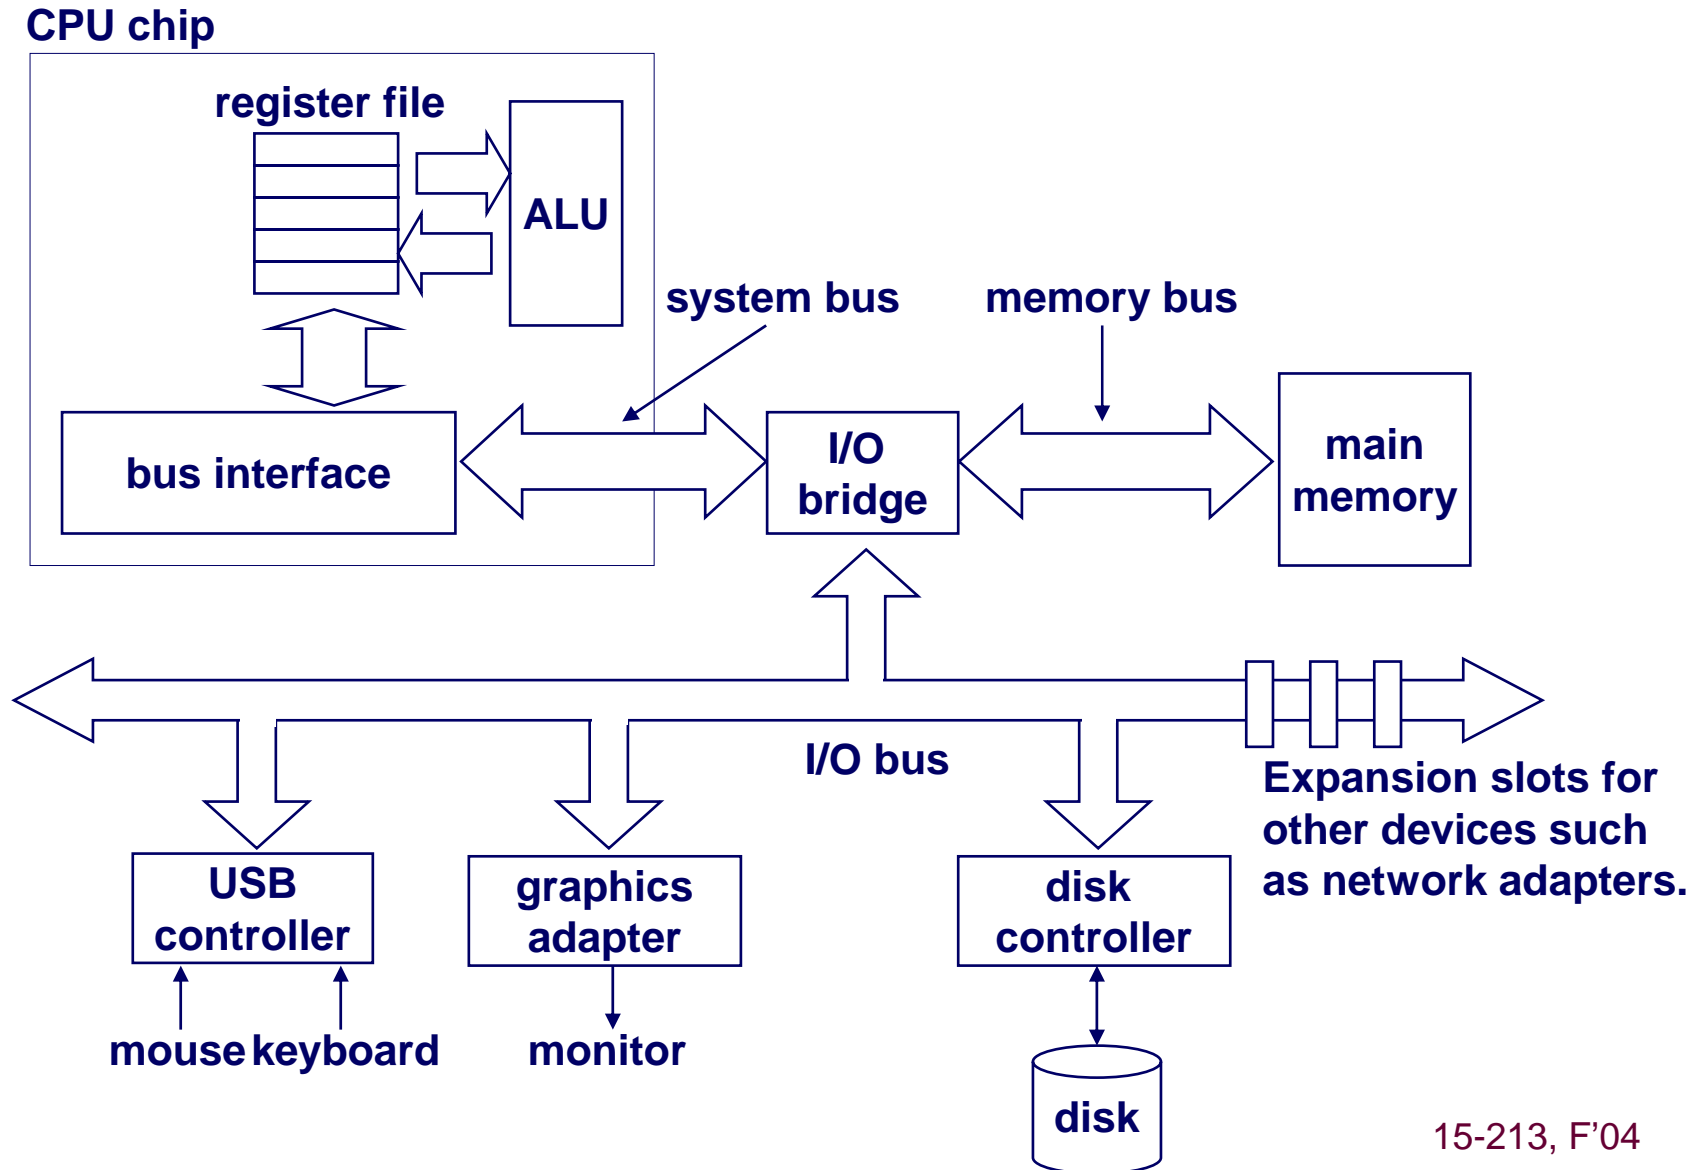 CPU chip
register file
ALU
system bus
memory bus
bus interface
I/O
bridge
main
memory
I/O bus
Expansion slots for
other devices such
as network adapters.
USB
controller
graphics
adapter
disk
controller
mouse
keyboard
monitor
disk
15-213, F’04